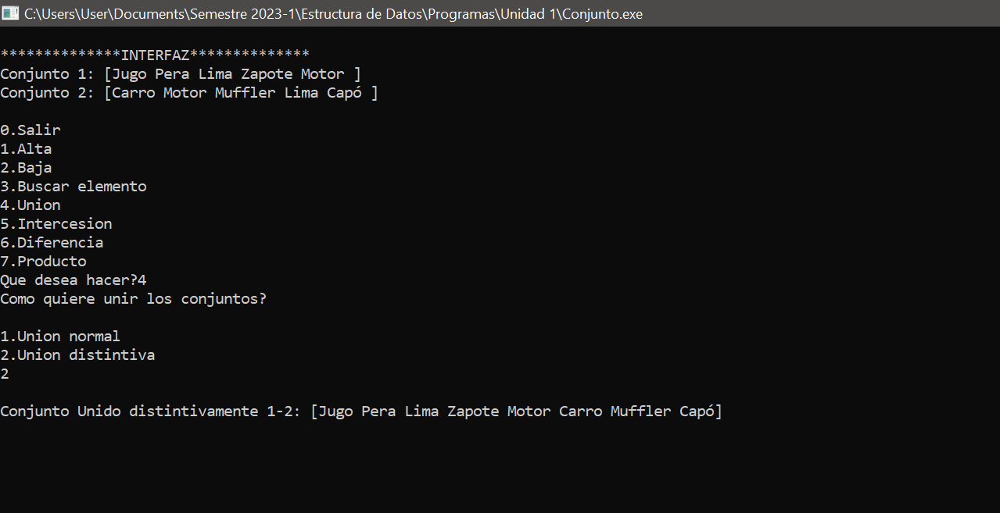 C:\Users\User\Documents\Semestre 2023-1\Estructura de Datos\Programas\Unidad 1\Conjunto.exe
**************INTERFAZ**************
Conjunto 1: [Jugo Pera Lima Zapote Motor ]
Conjunto 2: [Carro Motor Muffler Lima Capó ]
0.Salir
1.Alta
2.Baja
3.Buscar elemento
4.Union
5.Intercesion
6.Diferencia
7.Producto
Que desea hacer?4
Como quiere unir los conjuntos?
1.Union normal
2.Union distintiva
2
Conjunto Unido distintivamente 1-2: [Jugo Pera Lima Zapote Motor Carro Muffler Capó]